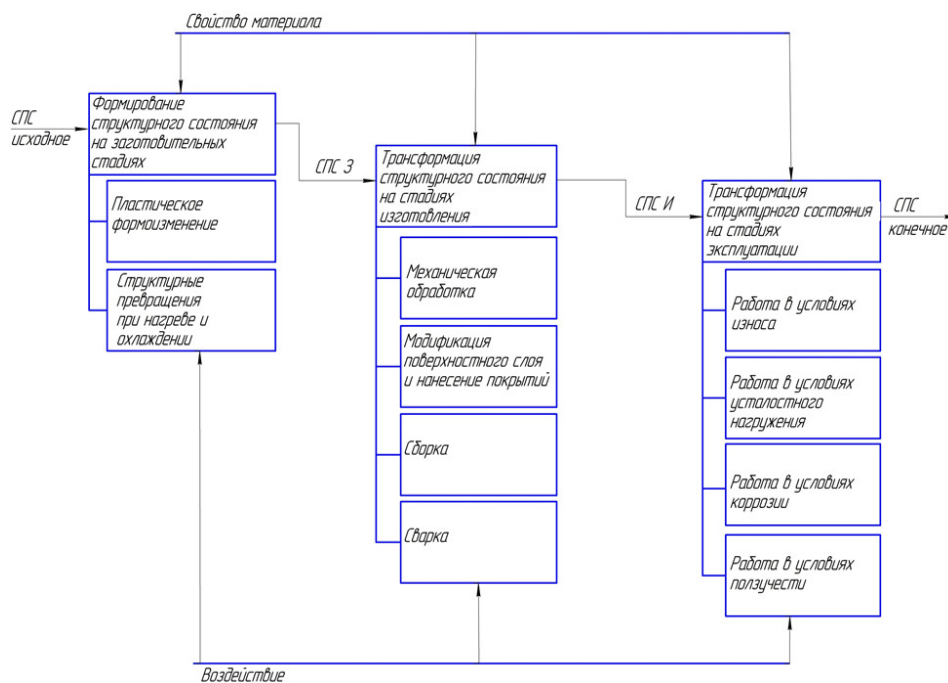 Свойство материала
СПС
исходное
Формирование
структурного состояния
на заготовительных
стадиях
Пластическое
формоизменение
Структурные
превращения
при нагреве и
охлаждении
СПС З
Трансформация
структурного состояния
на стадиях
изготовления
Механическая
обработка
Модификация
поверхностного слоя
и нанесение покрытий
Сборка
Сварка
СПС И
Трансформация
структурного состояния
на стадиях
эксплуатации
Работа в условиях
износа
Работа в условиях
усталостного
нагружения
Работа в условиях
коррозии
Работа в условиях
ползучести
СПС
конечное
Воздействие